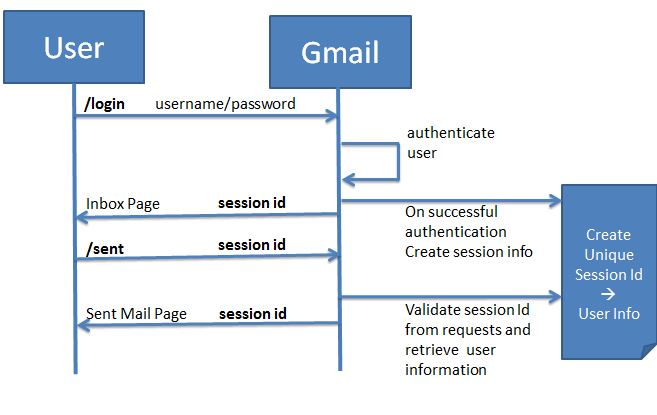 User
Gmail
/login username/password
authenticate
user
Inbox Page session id
On successful
authentication
Create session info
/sent session id
Create
Unique
Session Id
→
User Info
Sent Mail Page session id
Validate session Id
from requests and
retrieve user
information